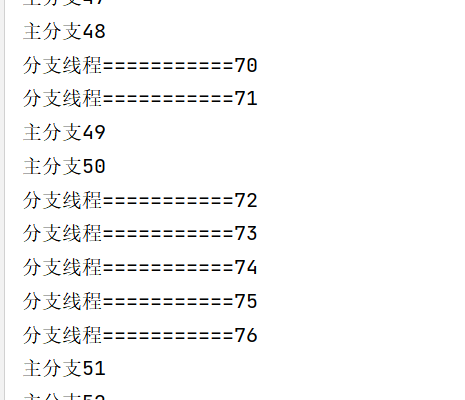 主分支47
主分支48
分支线程===========70
分支线程===========71
主分支49
主分支50
分支线程===========72
分支线程===========73
分支线程===========74
分支线程===========75
分支线程===========76
主分支51
主分支52